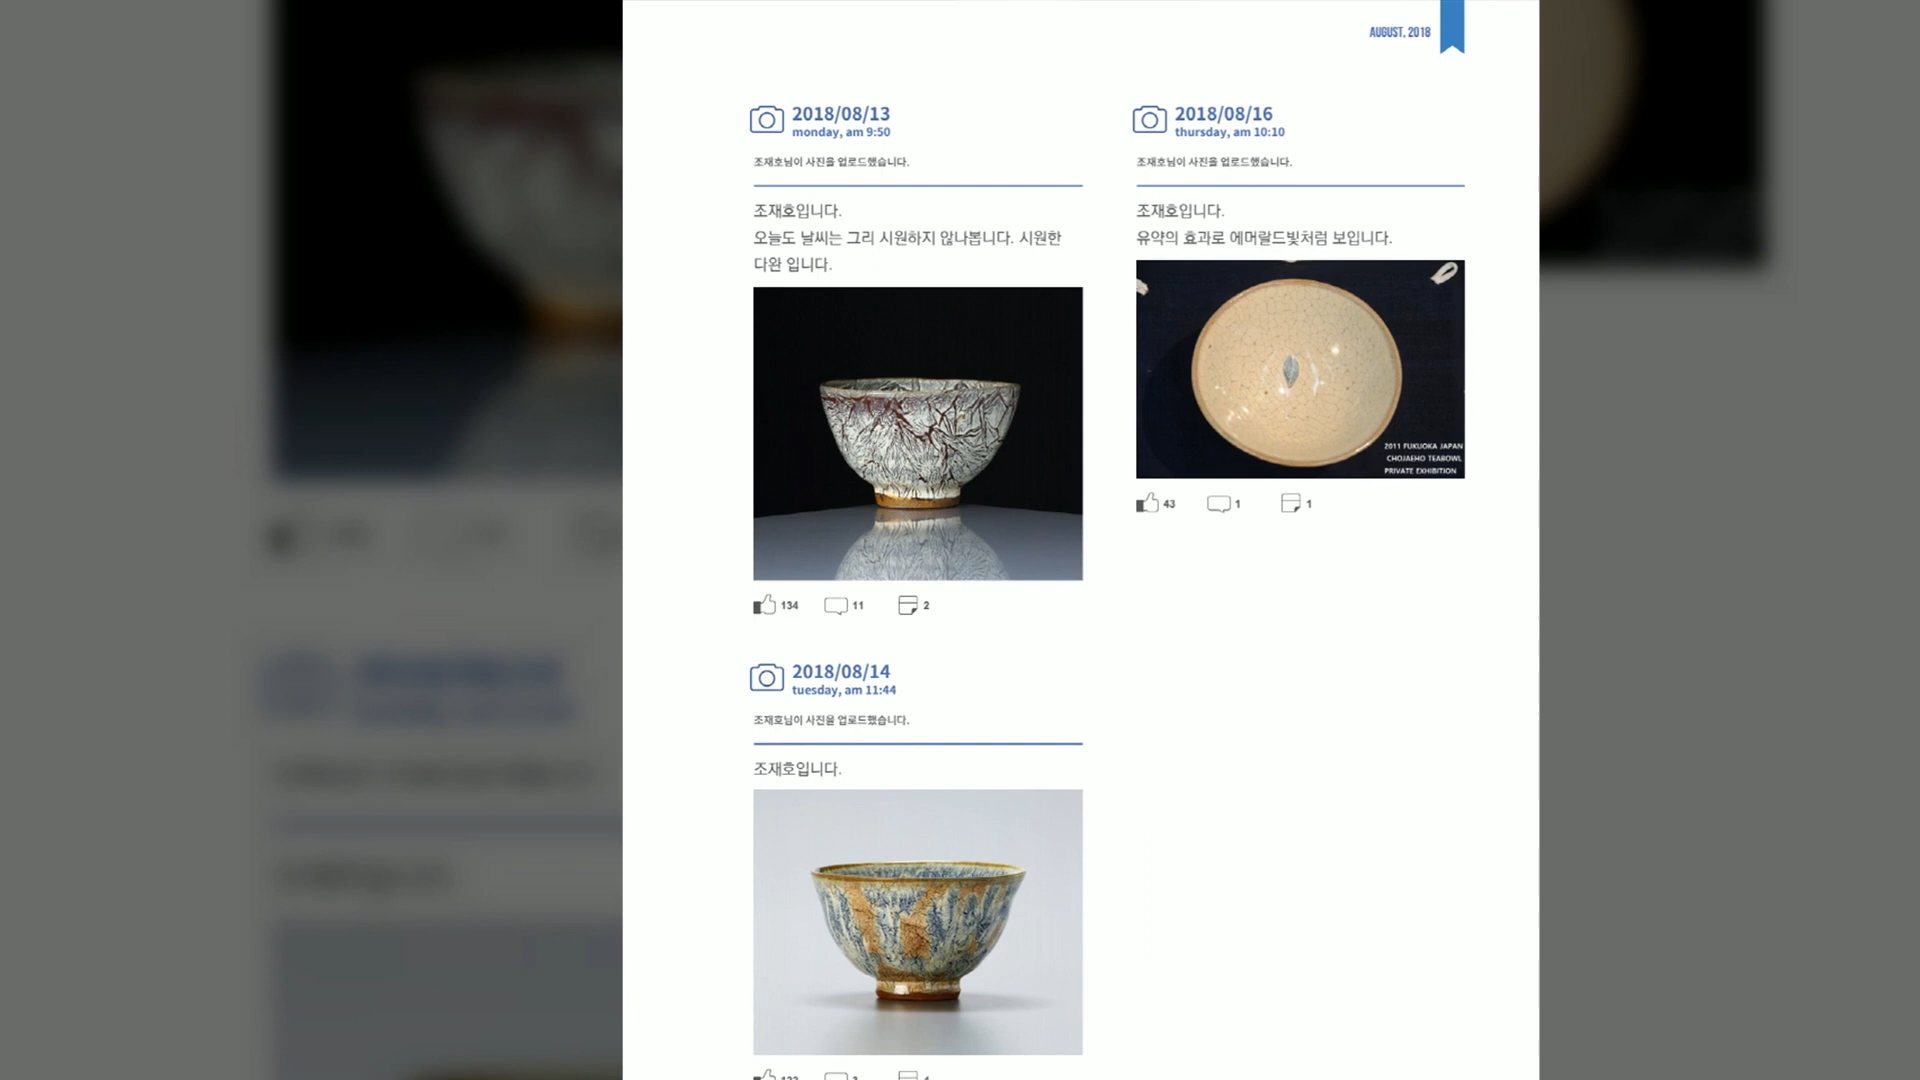 AUGUST, 2018
2018/08/13
monday, am 9:50
조재호님이 사진을 업로드했습니다.
조재호입니다.
오늘도 날씨는 그리 시원하지 않나봅니다. 시원한
다완 입니다.
134 11 2
2018/08/14
tuesday, am 11:44
조재호님이 사진을 업로드했습니다.
조재호입니다.
2018/08/16
thursday, am 10:10
조재호님이 사진을 업로드했습니다.
조재호입니다.
유약의 효과로 에머랄드빛처럼 보입니다.
2011 FUKUOKA JAPAN
CHOJAEHO TEABOWL
PRIVATE EXHIBITION
43 1 1